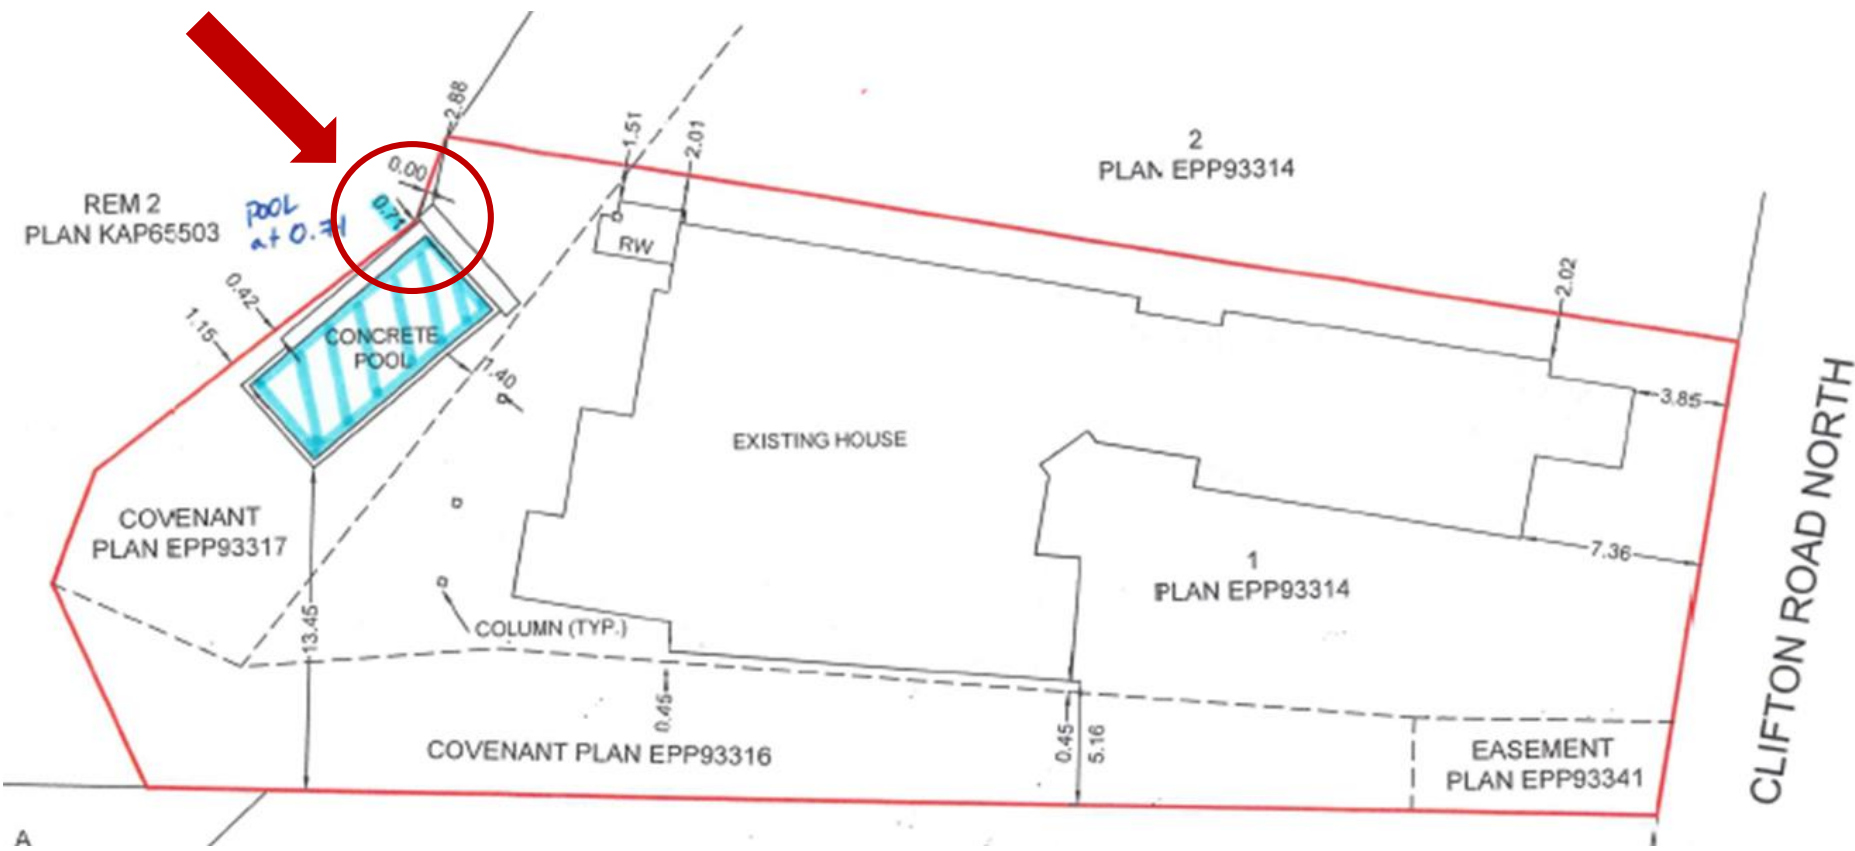 2.88
0.00
1.51
2.01
2
PLAN EPP93314
REM 2
PLAN KAP65503
POOL
at 0.71
0.71
RW
2.02
0.42
1.15
CONCRETE
POOL
1.40
3.85
EXISTING HOUSE
CLIFTON ROAD NORTH
COVENANT
PLAN EPP93317
7.36
1
PLAN EPP93314
13.45
COLUMN (TYP.)
0.45
0.45
5.16
COVENANT PLAN EPP93316
EASEMENT
PLAN EPP93341
A